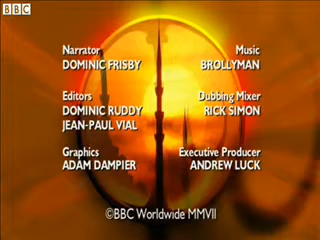 BBC
Narrator
DOMINIC FRISBY
Music
BROLLYMAN
Editors
DOMINIC RUDDY
JEAN-PAUL VIAL
Dubbing Mixer
RICK SIMON
Graphics
ADAM DAMPIER
Executive Producer
ANDREW LUCK
©BBC Worldwide MMVII